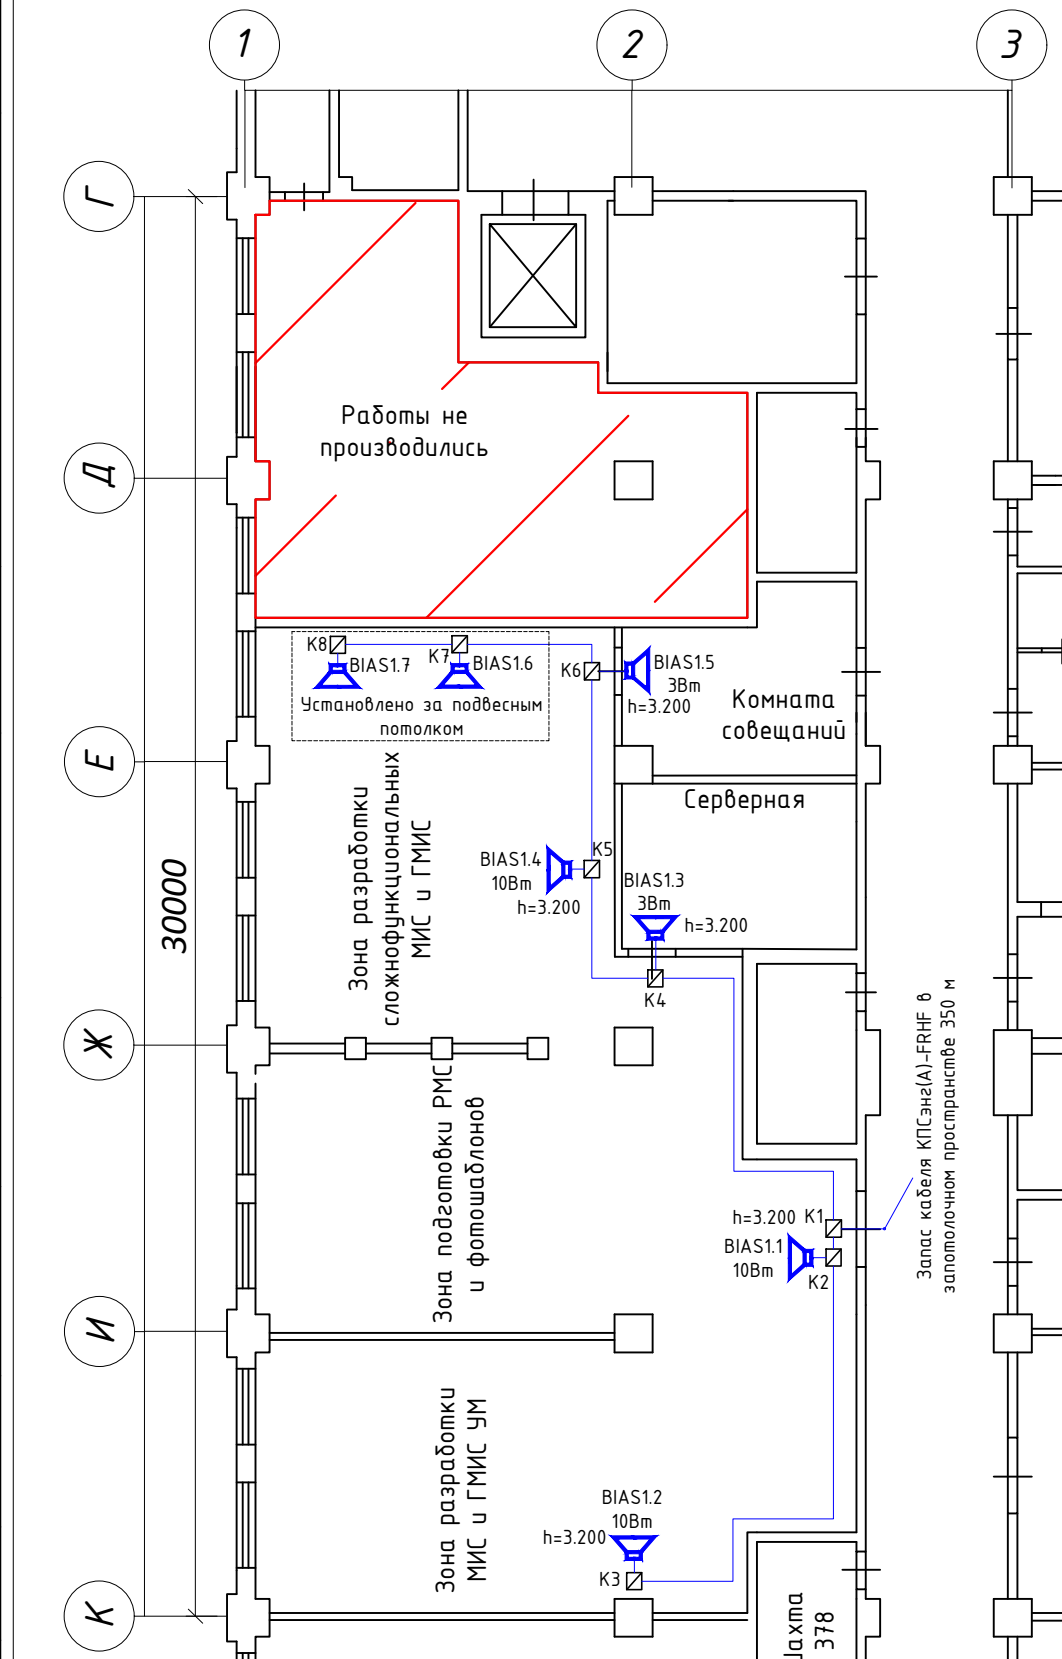 1
2
3
Г
Д
Е
Ж
И
К
30000
Работы не
производились
K8
BIAS1.7
K7
BIAS1.6
Установлено за подвесным
потолком
K6
BIAS1.5
3Вт
h=3.200
Комната
совещаний
Серверная
Зона разработки
сложнофункциональных
МИС и ГМИС
BIAS1.4
10Вт
h=3.200
K5
BIAS1.3
3Вт
h=3.200
K4
Зона подготовки РМС
и фотошаблонов
Запас кабеля КПСэнг(А)-FRHF в
запотолочном пространстве 350 м
h=3.200
K1
BIAS1.1
10Вт
K2
Зона разработки
МИС и ГМИС УМ
BIAS1.2
10Вт
h=3.200
K3
378